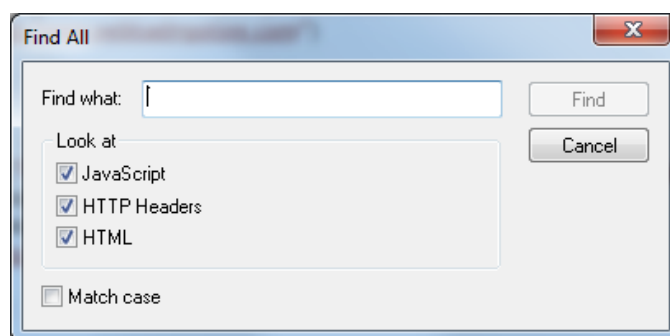 Find All
Find what:
Find
Look at
Cancel
JavaScript
HTTP Headers
HTML
Match case